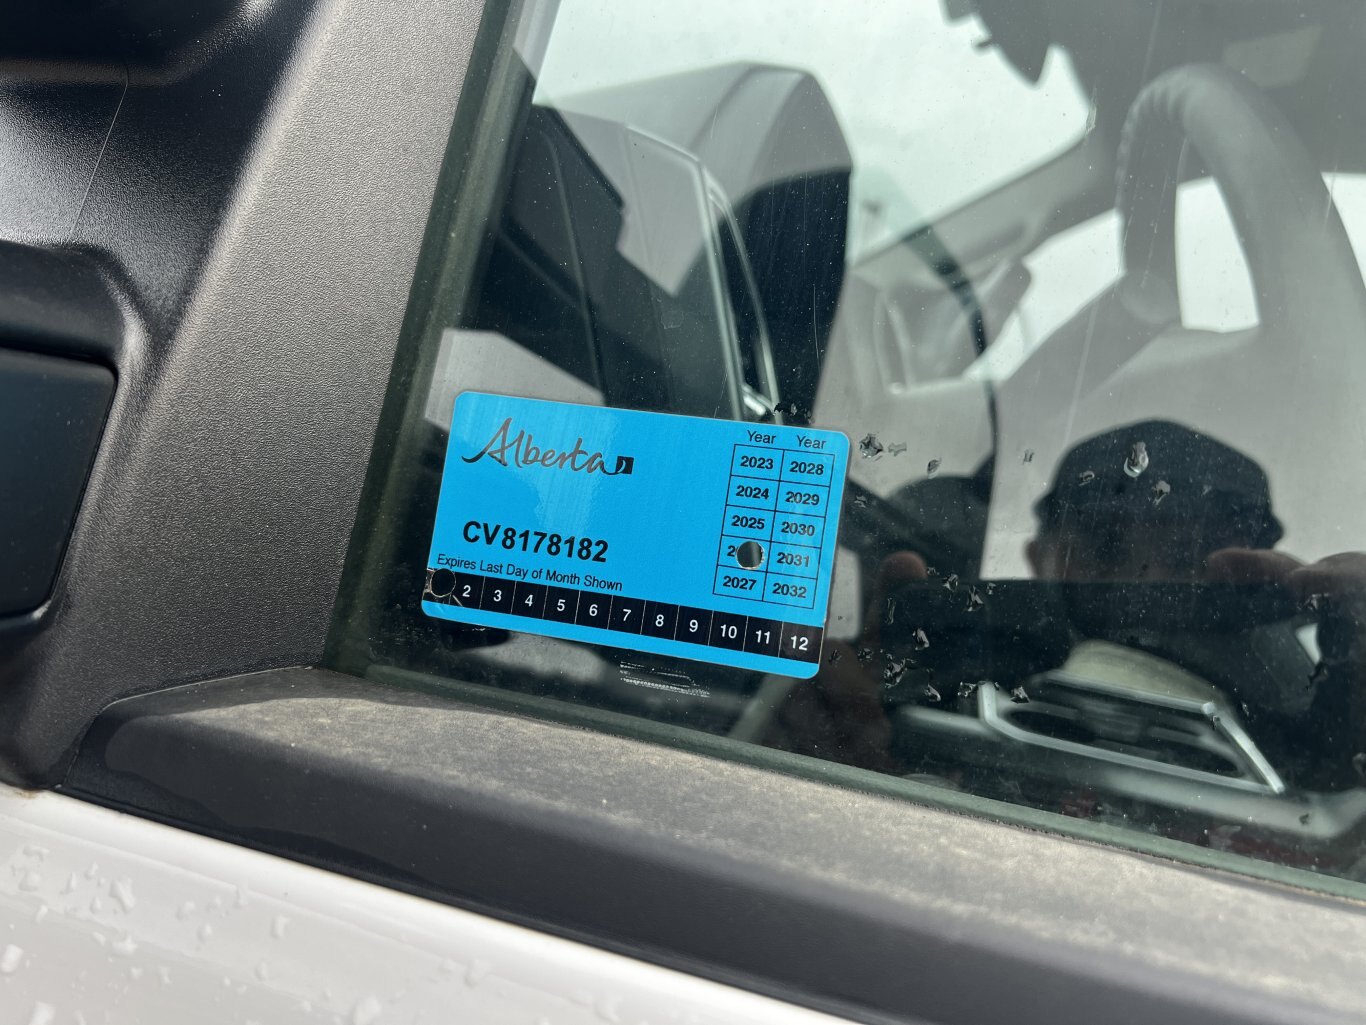 Alberta
Year Year
2023 2028
2024 2029
2025 2030
2 2031
2027 2032
CV8178182
Expires Last Day of Month Shown
2 3 4 5 6 7 8 9 10 11 12